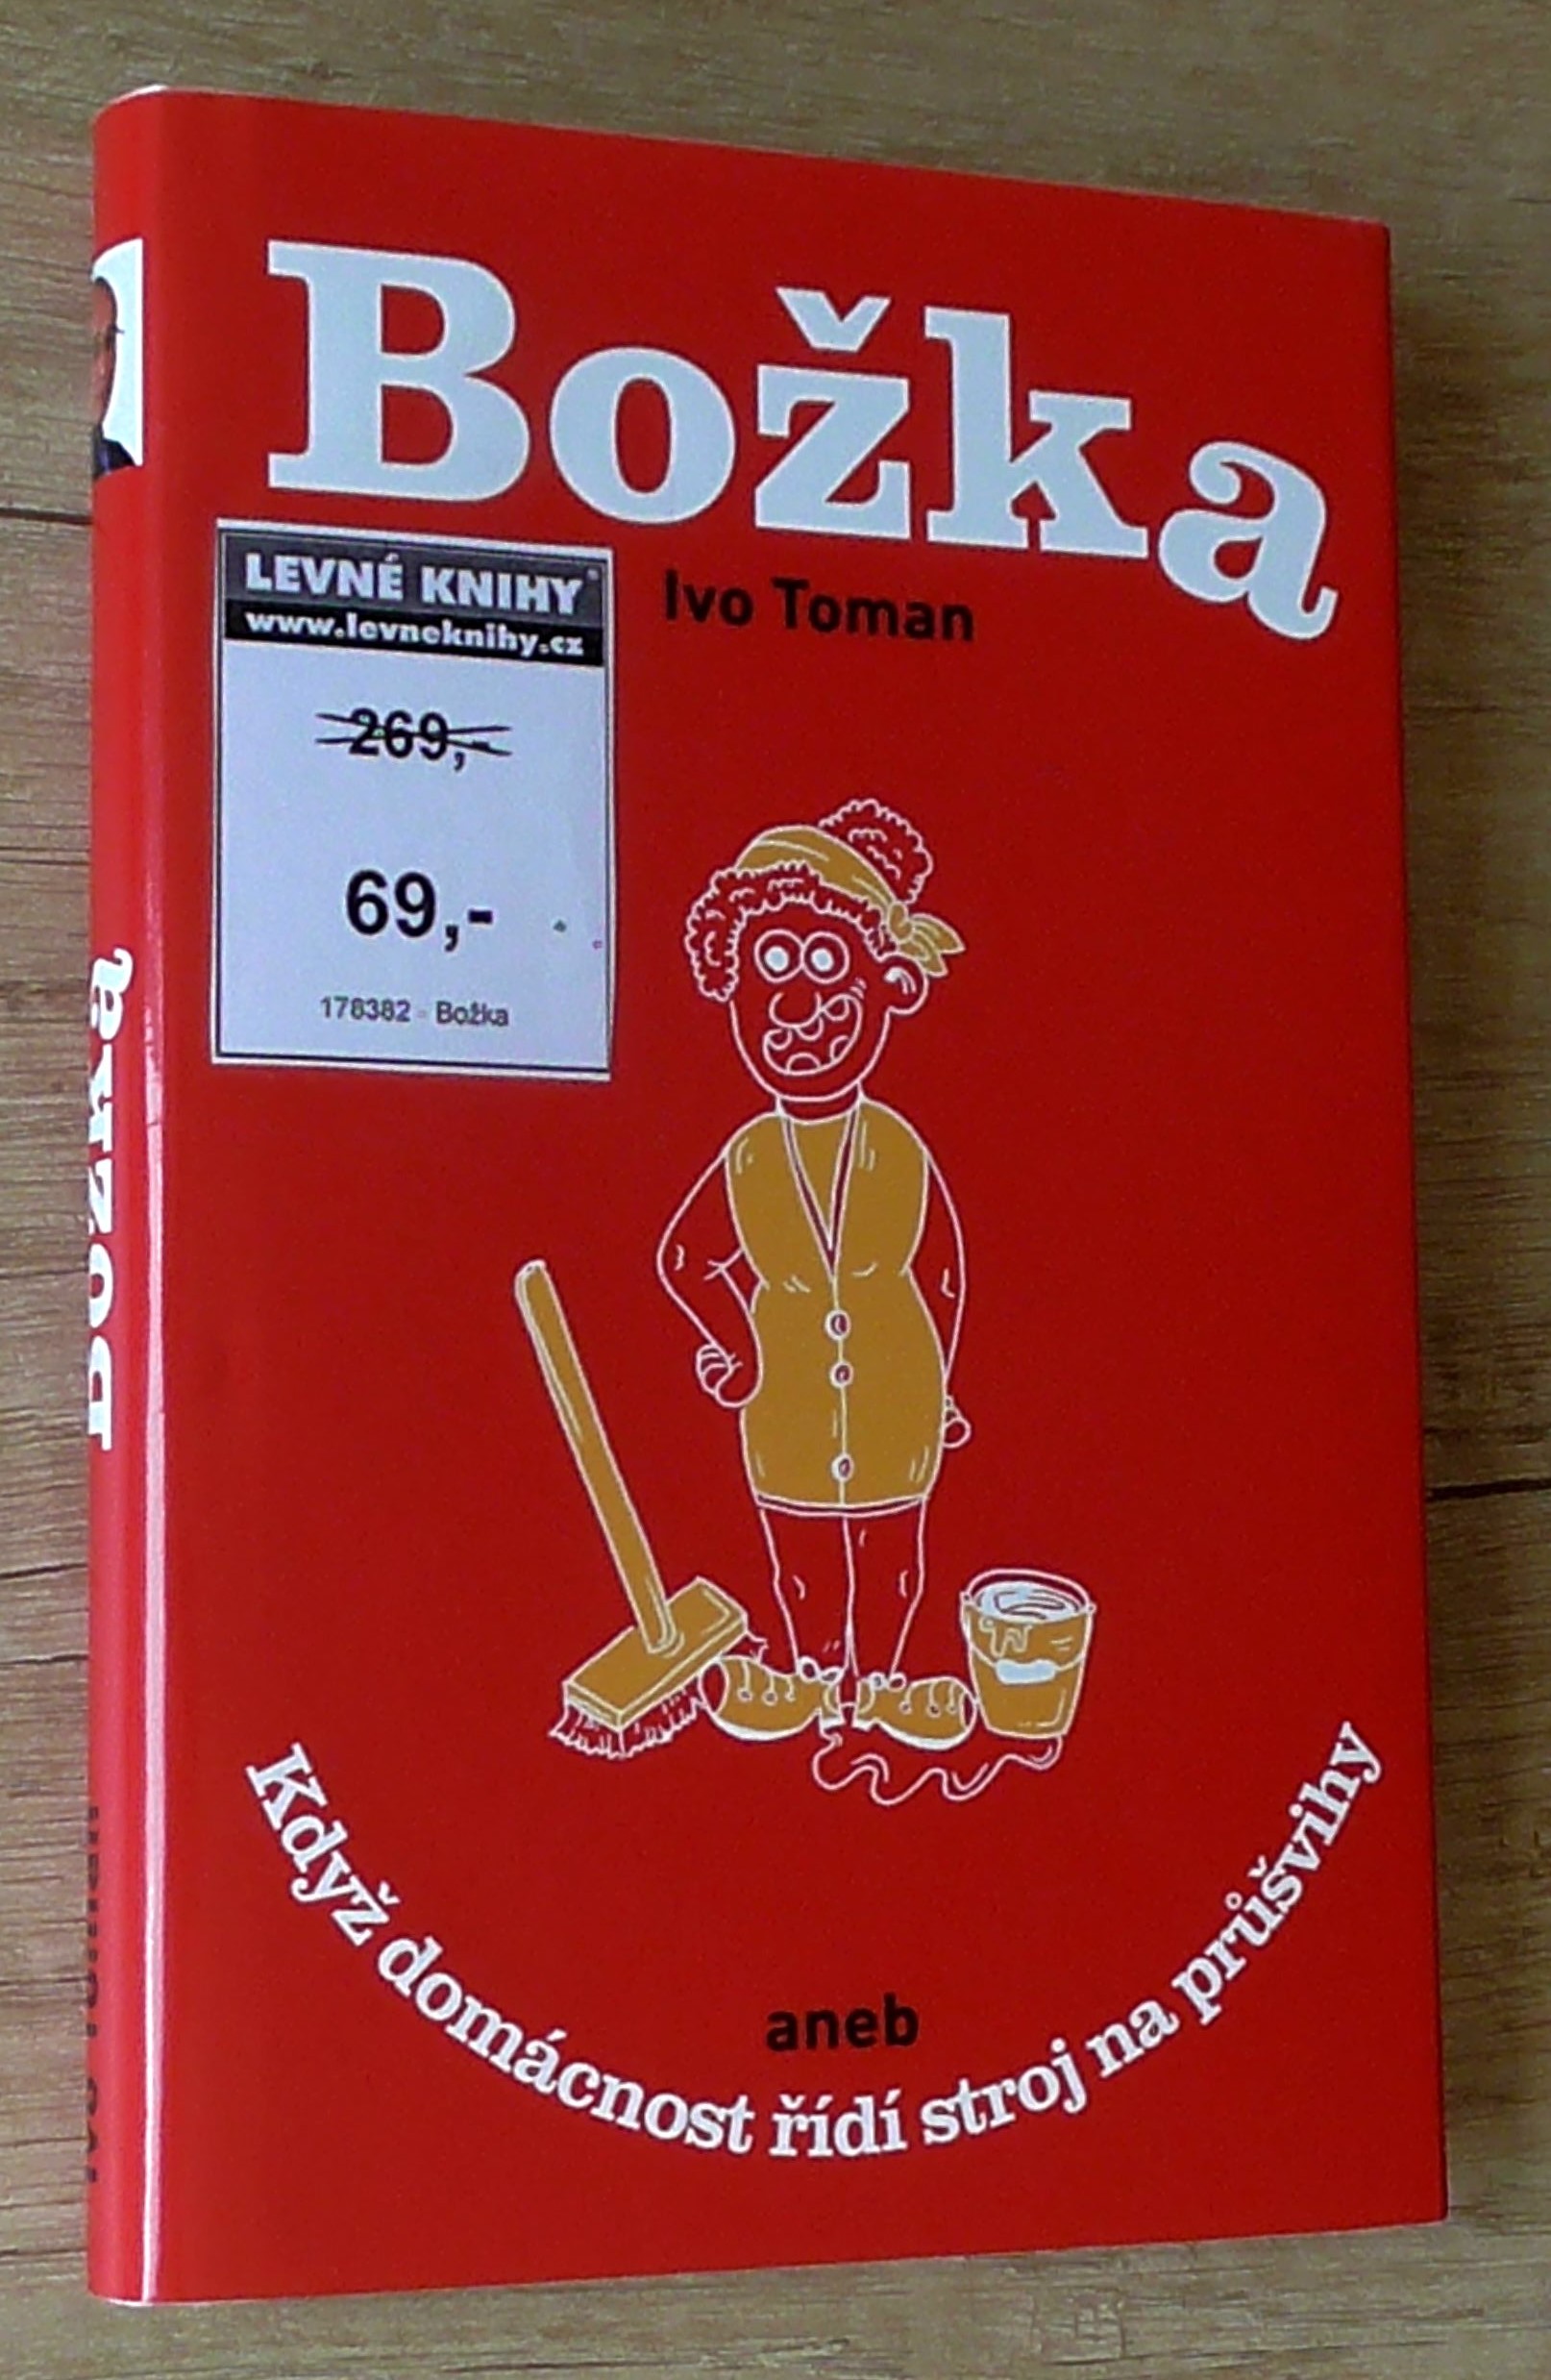 Božka
Ivo Toman
LEVNÉ KNIHY
www.levneknihy.cz
269,-
69,-
178382 - Božka
aneb
Když domácnost řídí stroj na průšvihy
Božka